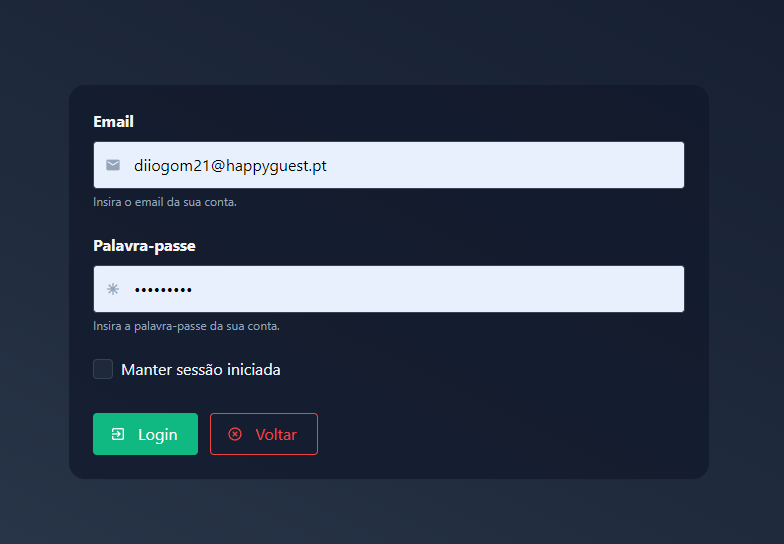 Email
diiogom21@happyguest.pt
Insira o email da sua conta.
Palavra-passe
•••••••••
Insira a palavra-passe da sua conta.
Manter sessão iniciada
Login
Voltar